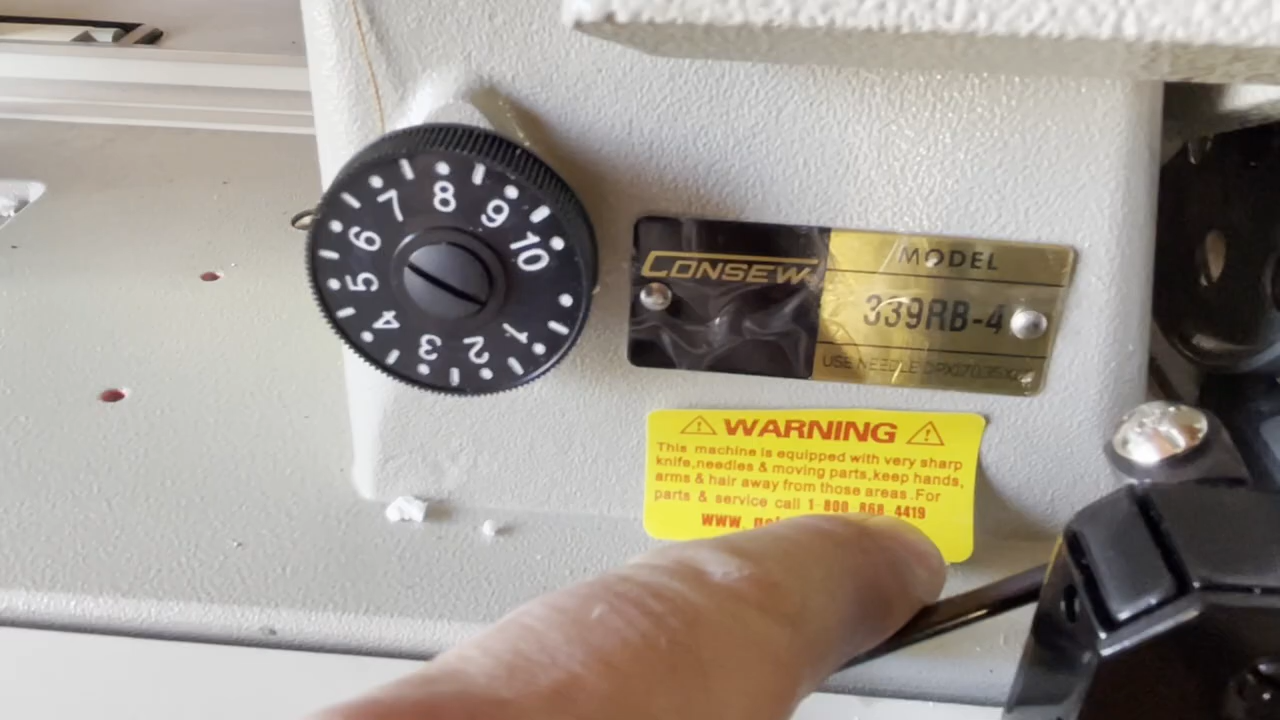 7 8 9
6 10
5
4 3 2 1
CONSEW
MODEL
339RB-4
USE NEEDLE
WARNING
This machine is equipped with very sharp
knife,needles & moving parts,keep hands,
arms & hair away from those areas.For
parts & service call 1-800 868 4419
www.